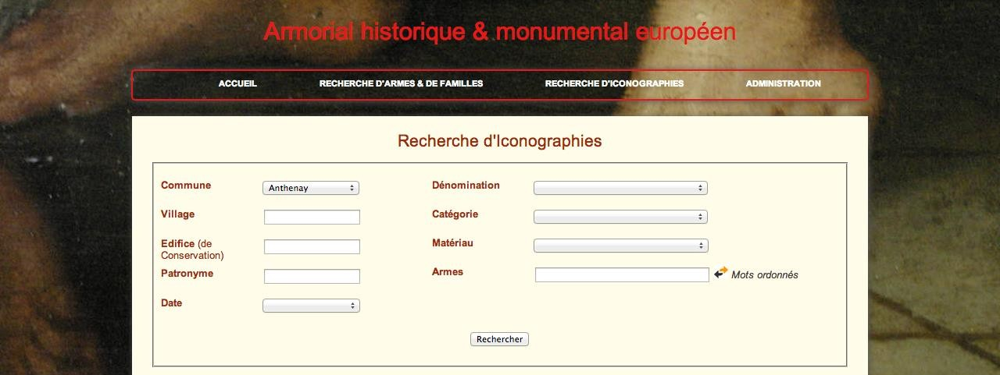 Armorial historique & monumental européen
ACCUEIL RECHERCHE D'ARMES & DE FAMILLES RECHERCHE D'ICONOGRAPHIES ADMINISTRATION
Recherche d'Iconographies
Commune Anthenay Dénomination
Village Catégorie
Edifice (de Matériau
Conservation)
Patronyme Armes Mots ordonnés
Date
Rechercher